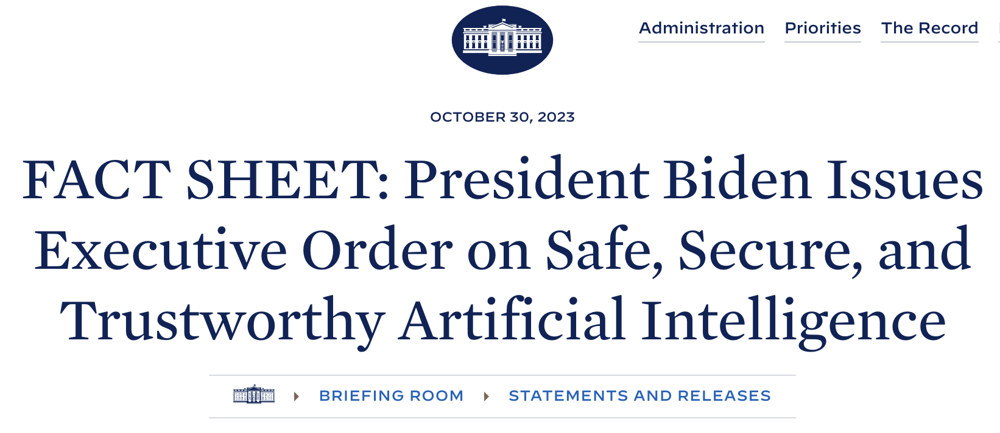 Administration Priorities The Record
OCTOBER 30, 2023
FACT SHEET: President Biden Issues
Executive Order on Safe, Secure, and
Trustworthy Artificial Intelligence
BRIEFING ROOM STATEMENTS AND RELEASES